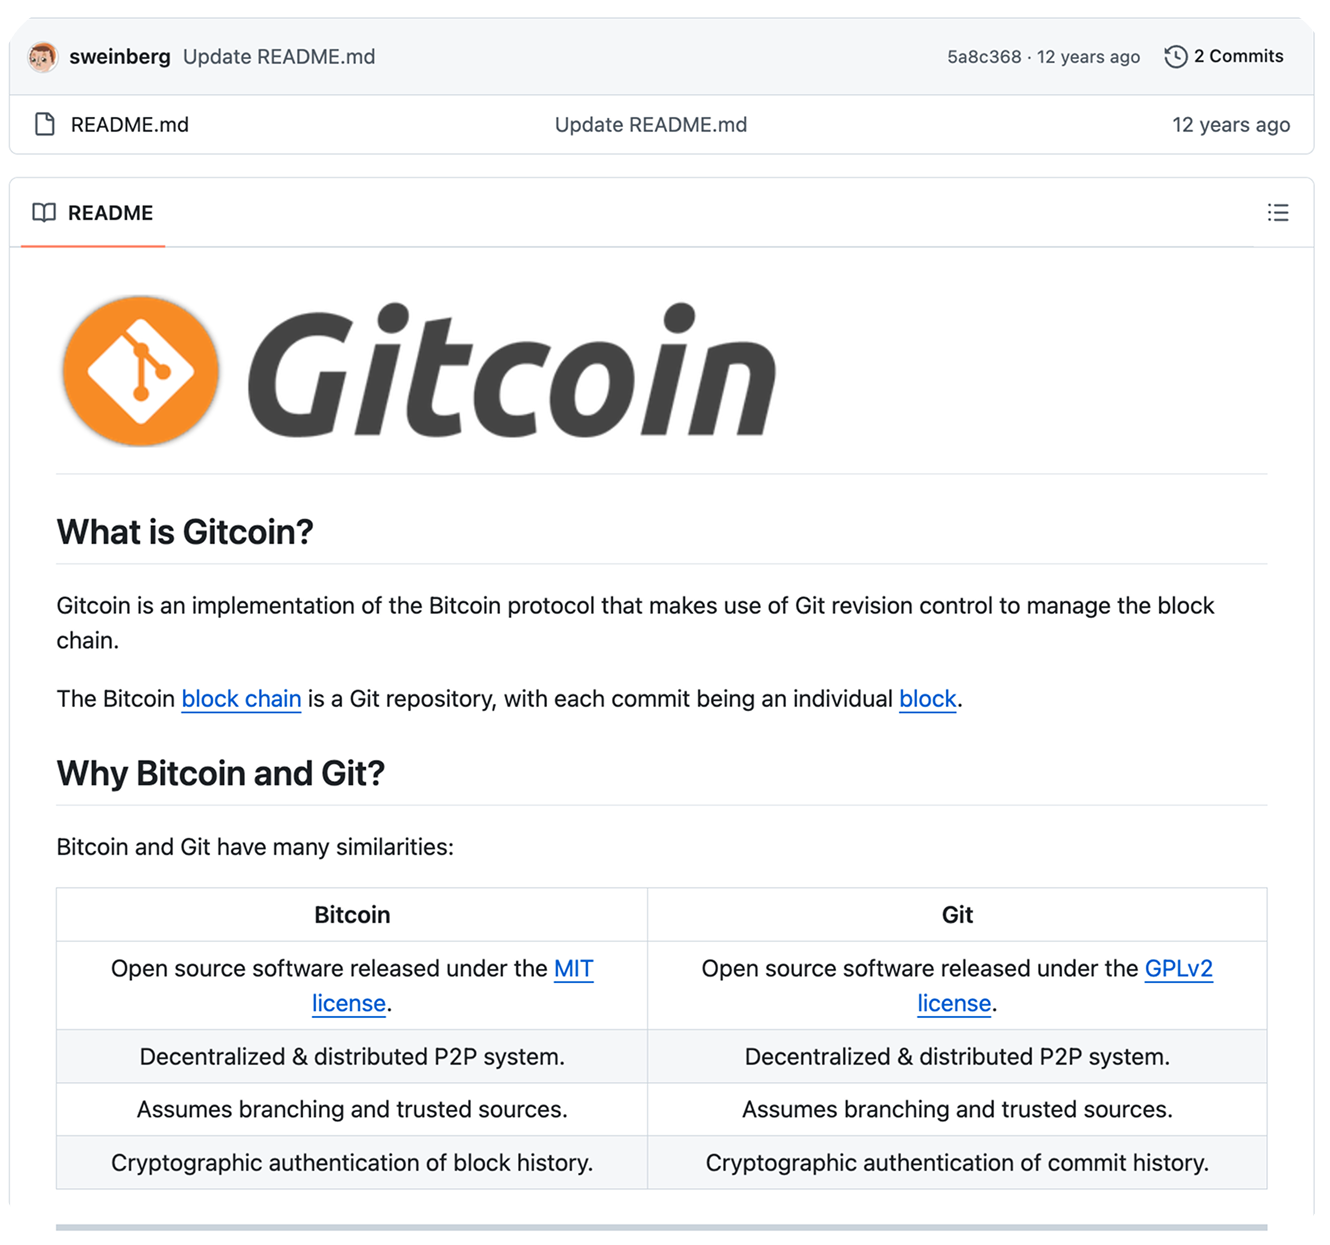 sweinberg Update README.md 5a8c368 · 12 years ago 2 Commits
README.md Update README.md 12 years ago
README
Gitcoin
What is Gitcoin?
Gitcoin is an implementation of the Bitcoin protocol that makes use of Git revision control to manage the block
chain.
The Bitcoin block chain is a Git repository, with each commit being an individual block.
Why Bitcoin and Git?
Bitcoin and Git have many similarities:
Bitcoin Git
Open source software released under the MIT
license.
Open source software released under the GPLv2
license.
Decentralized & distributed P2P system. Decentralized & distributed P2P system.
Assumes branching and trusted sources. Assumes branching and trusted sources.
Cryptographic authentication of block history. Cryptographic authentication of commit history.